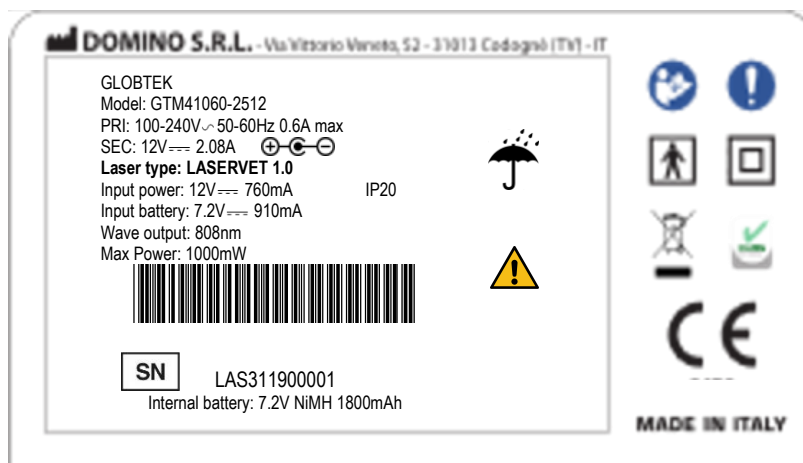 DOMINO S.R.L. - Via Vittorio Veneto, 52 - 31013 Codognè (TV) - IT
GLOBTEK
Model: GTM41060-2512
PRI: 100-240V∿ 50-60Hz 0.6A max
SEC: 12V⎓ 2.08A
Laser type: LASERVET 1.0
Input power: 12V⎓ 760mA IP20
Input battery: 7.2V⎓ 910mA
Wave output: 808nm
Max Power: 1000mW
SN LAS311900001
Internal battery: 7.2V NiMH 1800mAh
CE
MADE IN ITALY